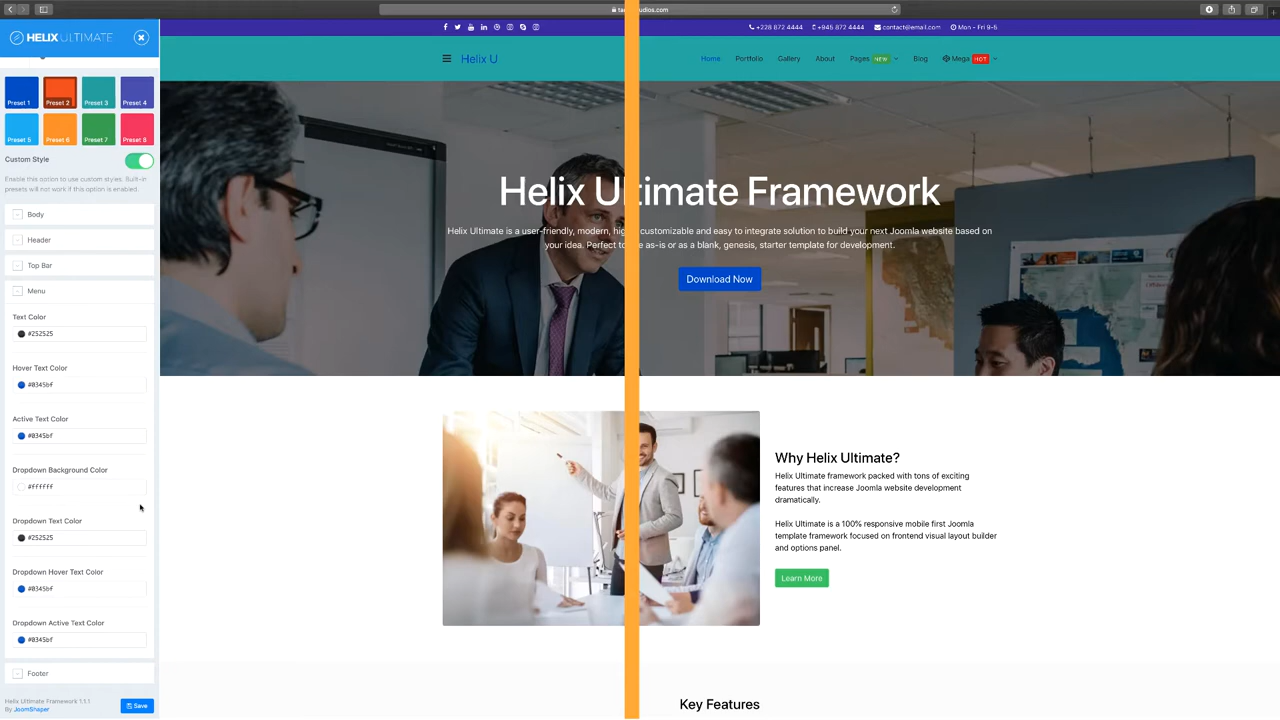 udios.com
HELIX ULTIMATE
Preset 1
Preset 2
Preset 3
Preset 4
Preset 5
Preset 6
Preset 7
Preset 8
Custom Style
Enable this option to use custom styles. Built-in
presets will not work if this option is enabled.
Body
Header
Top Bar
Menu
Text Color
#252525
Hover Text Color
#0345bf
Active Text Color
#0345bf
Dropdown Background Color
#ffffff
Dropdown Text Color
#252525
Dropdown Hover Text Color
#0345bf
Dropdown Active Text Color
#0345bf
Footer
Helix Ultimate Framework 1.1.1
By JoomShaper
Save
+228 872 4444
+945 872 4444
contact@email.com
Mon - Fri 9-5
Helix U
Home
Portfolio
Gallery
About
Pages NEW
Blog
Mega HOT
Helix Ultimate Framework
Helix Ultimate is a user-friendly, modern, hig customizable and easy to integrate solution to build your next Joomla website based on
your idea. Perfect to e as-is or as a blank, genesis, starter template for development.
Download Now
Why Helix Ultimate?
Helix Ultimate framework packed with tons of exciting
features that increase Joomla website development
dramatically.
Helix Ultimate is a 100% responsive mobile first Joomla
template framework focused on frontend visual layout builder
and options panel.
Learn More
Key Features